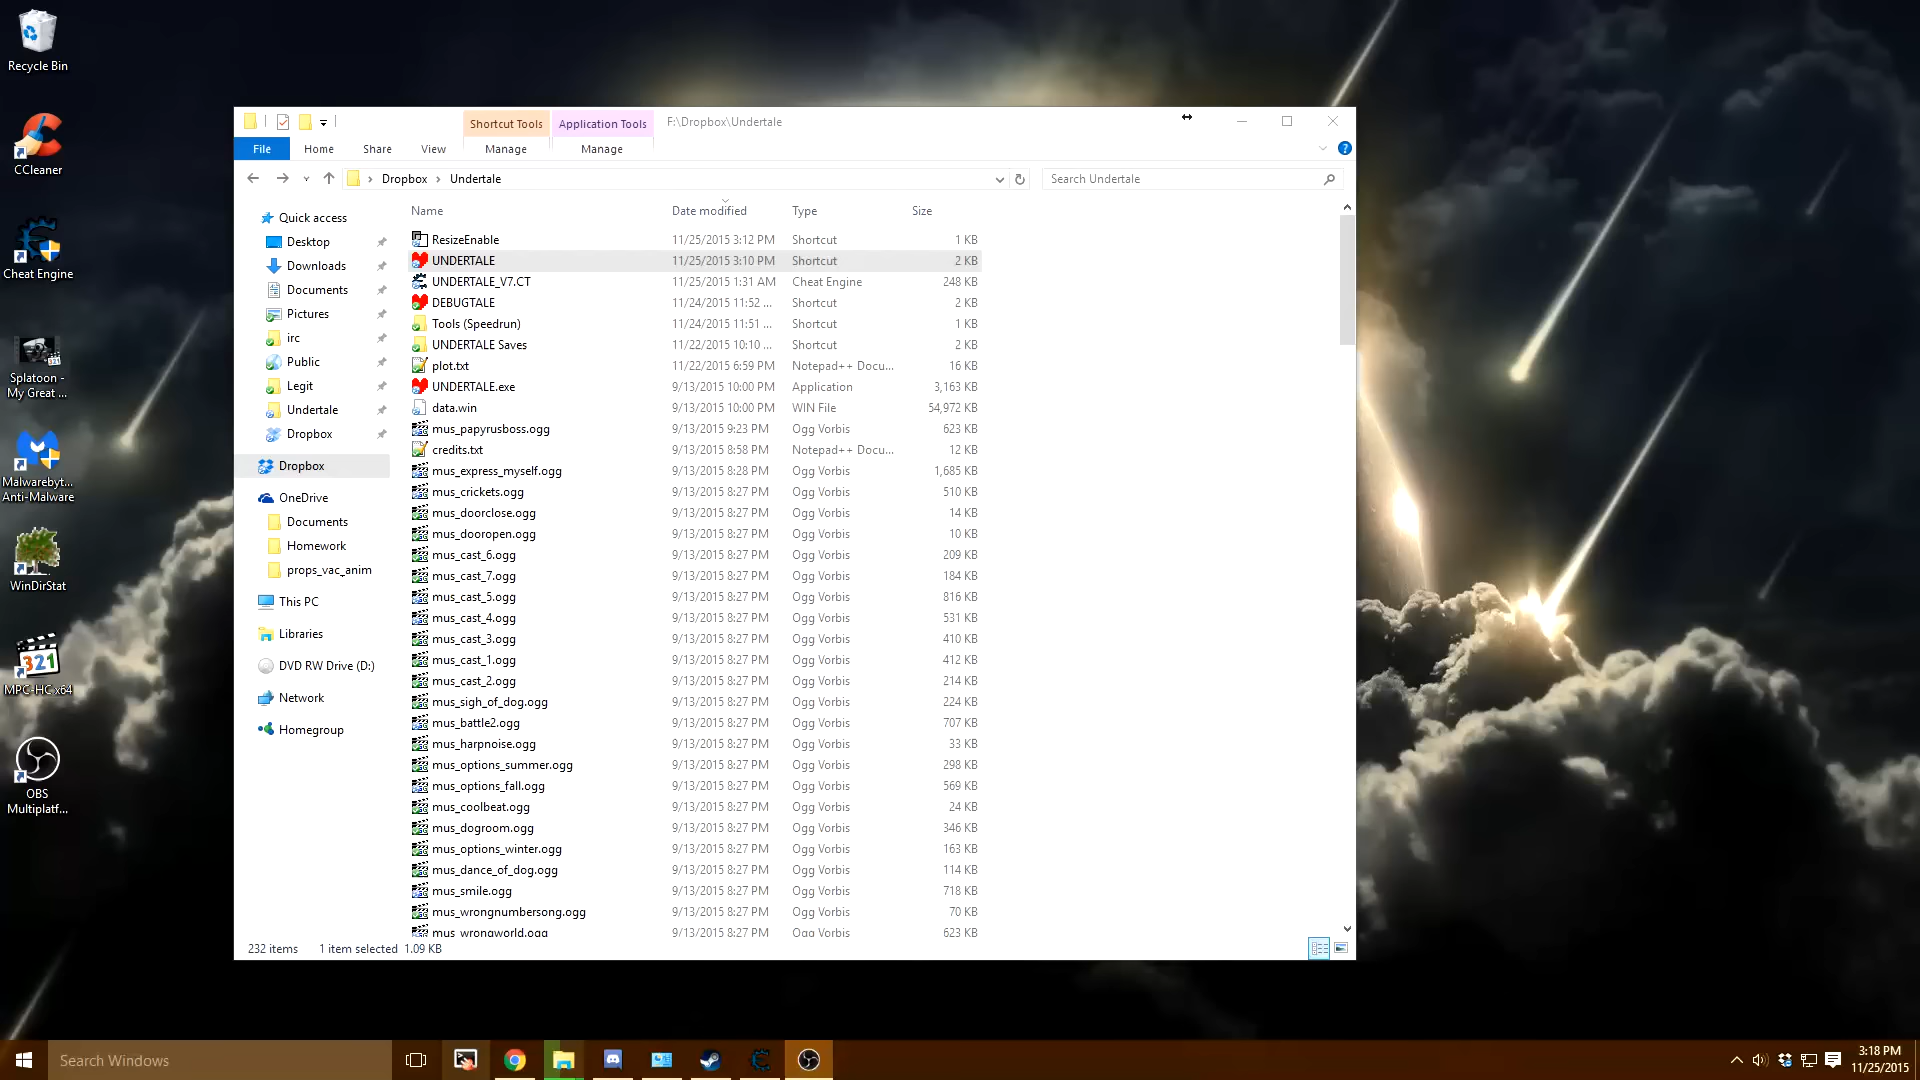 Recycle Bin
CCleaner
Cheat Engine
Splatoon -
My Great ...
Malwarebyt...
Anti-Malware
WinDirStat
MPC-HC x64
OBS
Multiplatf...
Shortcut Tools
Application Tools
F:\Dropbox\Undertale
File
Home
Share
View
Manage
Manage
Dropbox
Undertale
Search Undertale
Quick access
Desktop
Downloads
Documents
Pictures
irc
Public
Legit
Undertale
Dropbox
Dropbox
OneDrive
Documents
Homework
props_vac_anim
This PC
Libraries
DVD RW Drive (D:)
Network
Homegroup
Name Date modified Type Size
ResizeEnable 11/25/2015 3:12 PM Shortcut 1 KB
UNDERTALE 11/25/2015 3:10 PM Shortcut 2 KB
UNDERTALE_V7.CT 11/25/2015 1:31 AM Cheat Engine 248 KB
DEBUGTALE 11/24/2015 11:52 ... Shortcut 2 KB
Tools (Speedrun) 11/24/2015 11:51 ... Shortcut 1 KB
UNDERTALE Saves 11/22/2015 10:10 ... Shortcut 2 KB
plot.txt 11/22/2015 6:59 PM Notepad++ Docu... 16 KB
UNDERTALE.exe 9/13/2015 10:00 PM Application 3,163 KB
data.win 9/13/2015 10:00 PM WIN File 54,972 KB
mus_papyrusboss.ogg 9/13/2015 9:23 PM Ogg Vorbis 623 KB
credits.txt 9/13/2015 8:58 PM Notepad++ Docu... 12 KB
mus_express_myself.ogg 9/13/2015 8:28 PM Ogg Vorbis 1,685 KB
mus_crickets.ogg 9/13/2015 8:27 PM Ogg Vorbis 510 KB
mus_doorclose.ogg 9/13/2015 8:27 PM Ogg Vorbis 14 KB
mus_dooropen.ogg 9/13/2015 8:27 PM Ogg Vorbis 10 KB
mus_cast_6.ogg 9/13/2015 8:27 PM Ogg Vorbis 209 KB
mus_cast_7.ogg 9/13/2015 8:27 PM Ogg Vorbis 184 KB
mus_cast_5.ogg 9/13/2015 8:27 PM Ogg Vorbis 816 KB
mus_cast_4.ogg 9/13/2015 8:27 PM Ogg Vorbis 531 KB
mus_cast_3.ogg 9/13/2015 8:27 PM Ogg Vorbis 410 KB
mus_cast_1.ogg 9/13/2015 8:27 PM Ogg Vorbis 412 KB
mus_cast_2.ogg 9/13/2015 8:27 PM Ogg Vorbis 214 KB
mus_sigh_of_dog.ogg 9/13/2015 8:27 PM Ogg Vorbis 224 KB
mus_battle2.ogg 9/13/2015 8:27 PM Ogg Vorbis 707 KB
mus_harpnoise.ogg 9/13/2015 8:27 PM Ogg Vorbis 33 KB
mus_options_summer.ogg 9/13/2015 8:27 PM Ogg Vorbis 298 KB
mus_options_fall.ogg 9/13/2015 8:27 PM Ogg Vorbis 569 KB
mus_coolbeat.ogg 9/13/2015 8:27 PM Ogg Vorbis 24 KB
mus_dogroom.ogg 9/13/2015 8:27 PM Ogg Vorbis 346 KB
mus_options_winter.ogg 9/13/2015 8:27 PM Ogg Vorbis 163 KB
mus_dance_of_dog.ogg 9/13/2015 8:27 PM Ogg Vorbis 114 KB
mus_smile.ogg 9/13/2015 8:27 PM Ogg Vorbis 718 KB
mus_wrongnumbersong.ogg 9/13/2015 8:27 PM Ogg Vorbis 70 KB
mus_wrongworld.ogg 9/13/2015 8:27 PM Ogg Vorbis 623 KB
232 items 1 item selected 1.09 KB
Search Windows
3:18 PM
11/25/2015